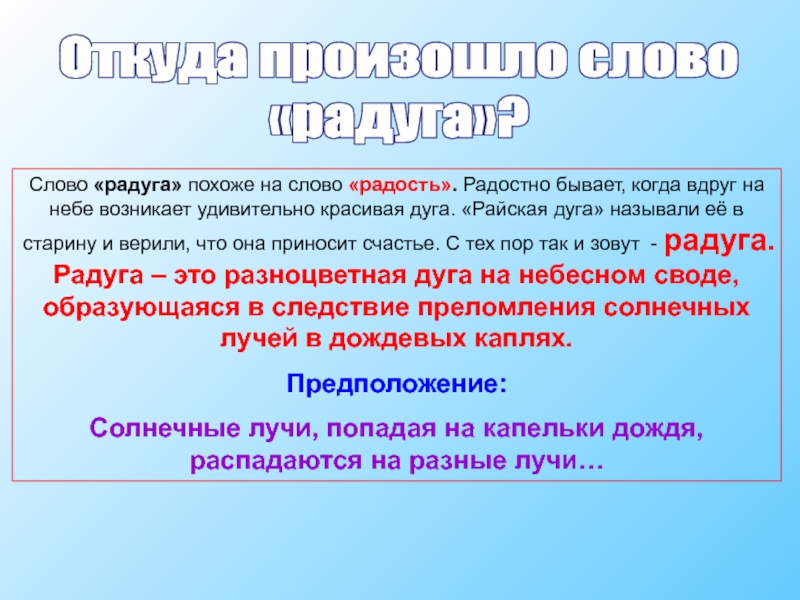 Откуда произошло слово
«радуга»?
Слово «радуга» похоже на слово «радость». Радостно бывает, когда вдруг на
небе возникает удивительно красивая дуга. «Райская дуга» называли её в
старину и верили, что она приносит счастье. С тех пор так и зовут - радуга.
Радуга – это разноцветная дуга на небесном своде,
образующаяся в следствие преломления солнечных
лучей в дождевых каплях.
Предположение:
Солнечные лучи, попадая на капельки дождя,
распадаются на разные лучи…